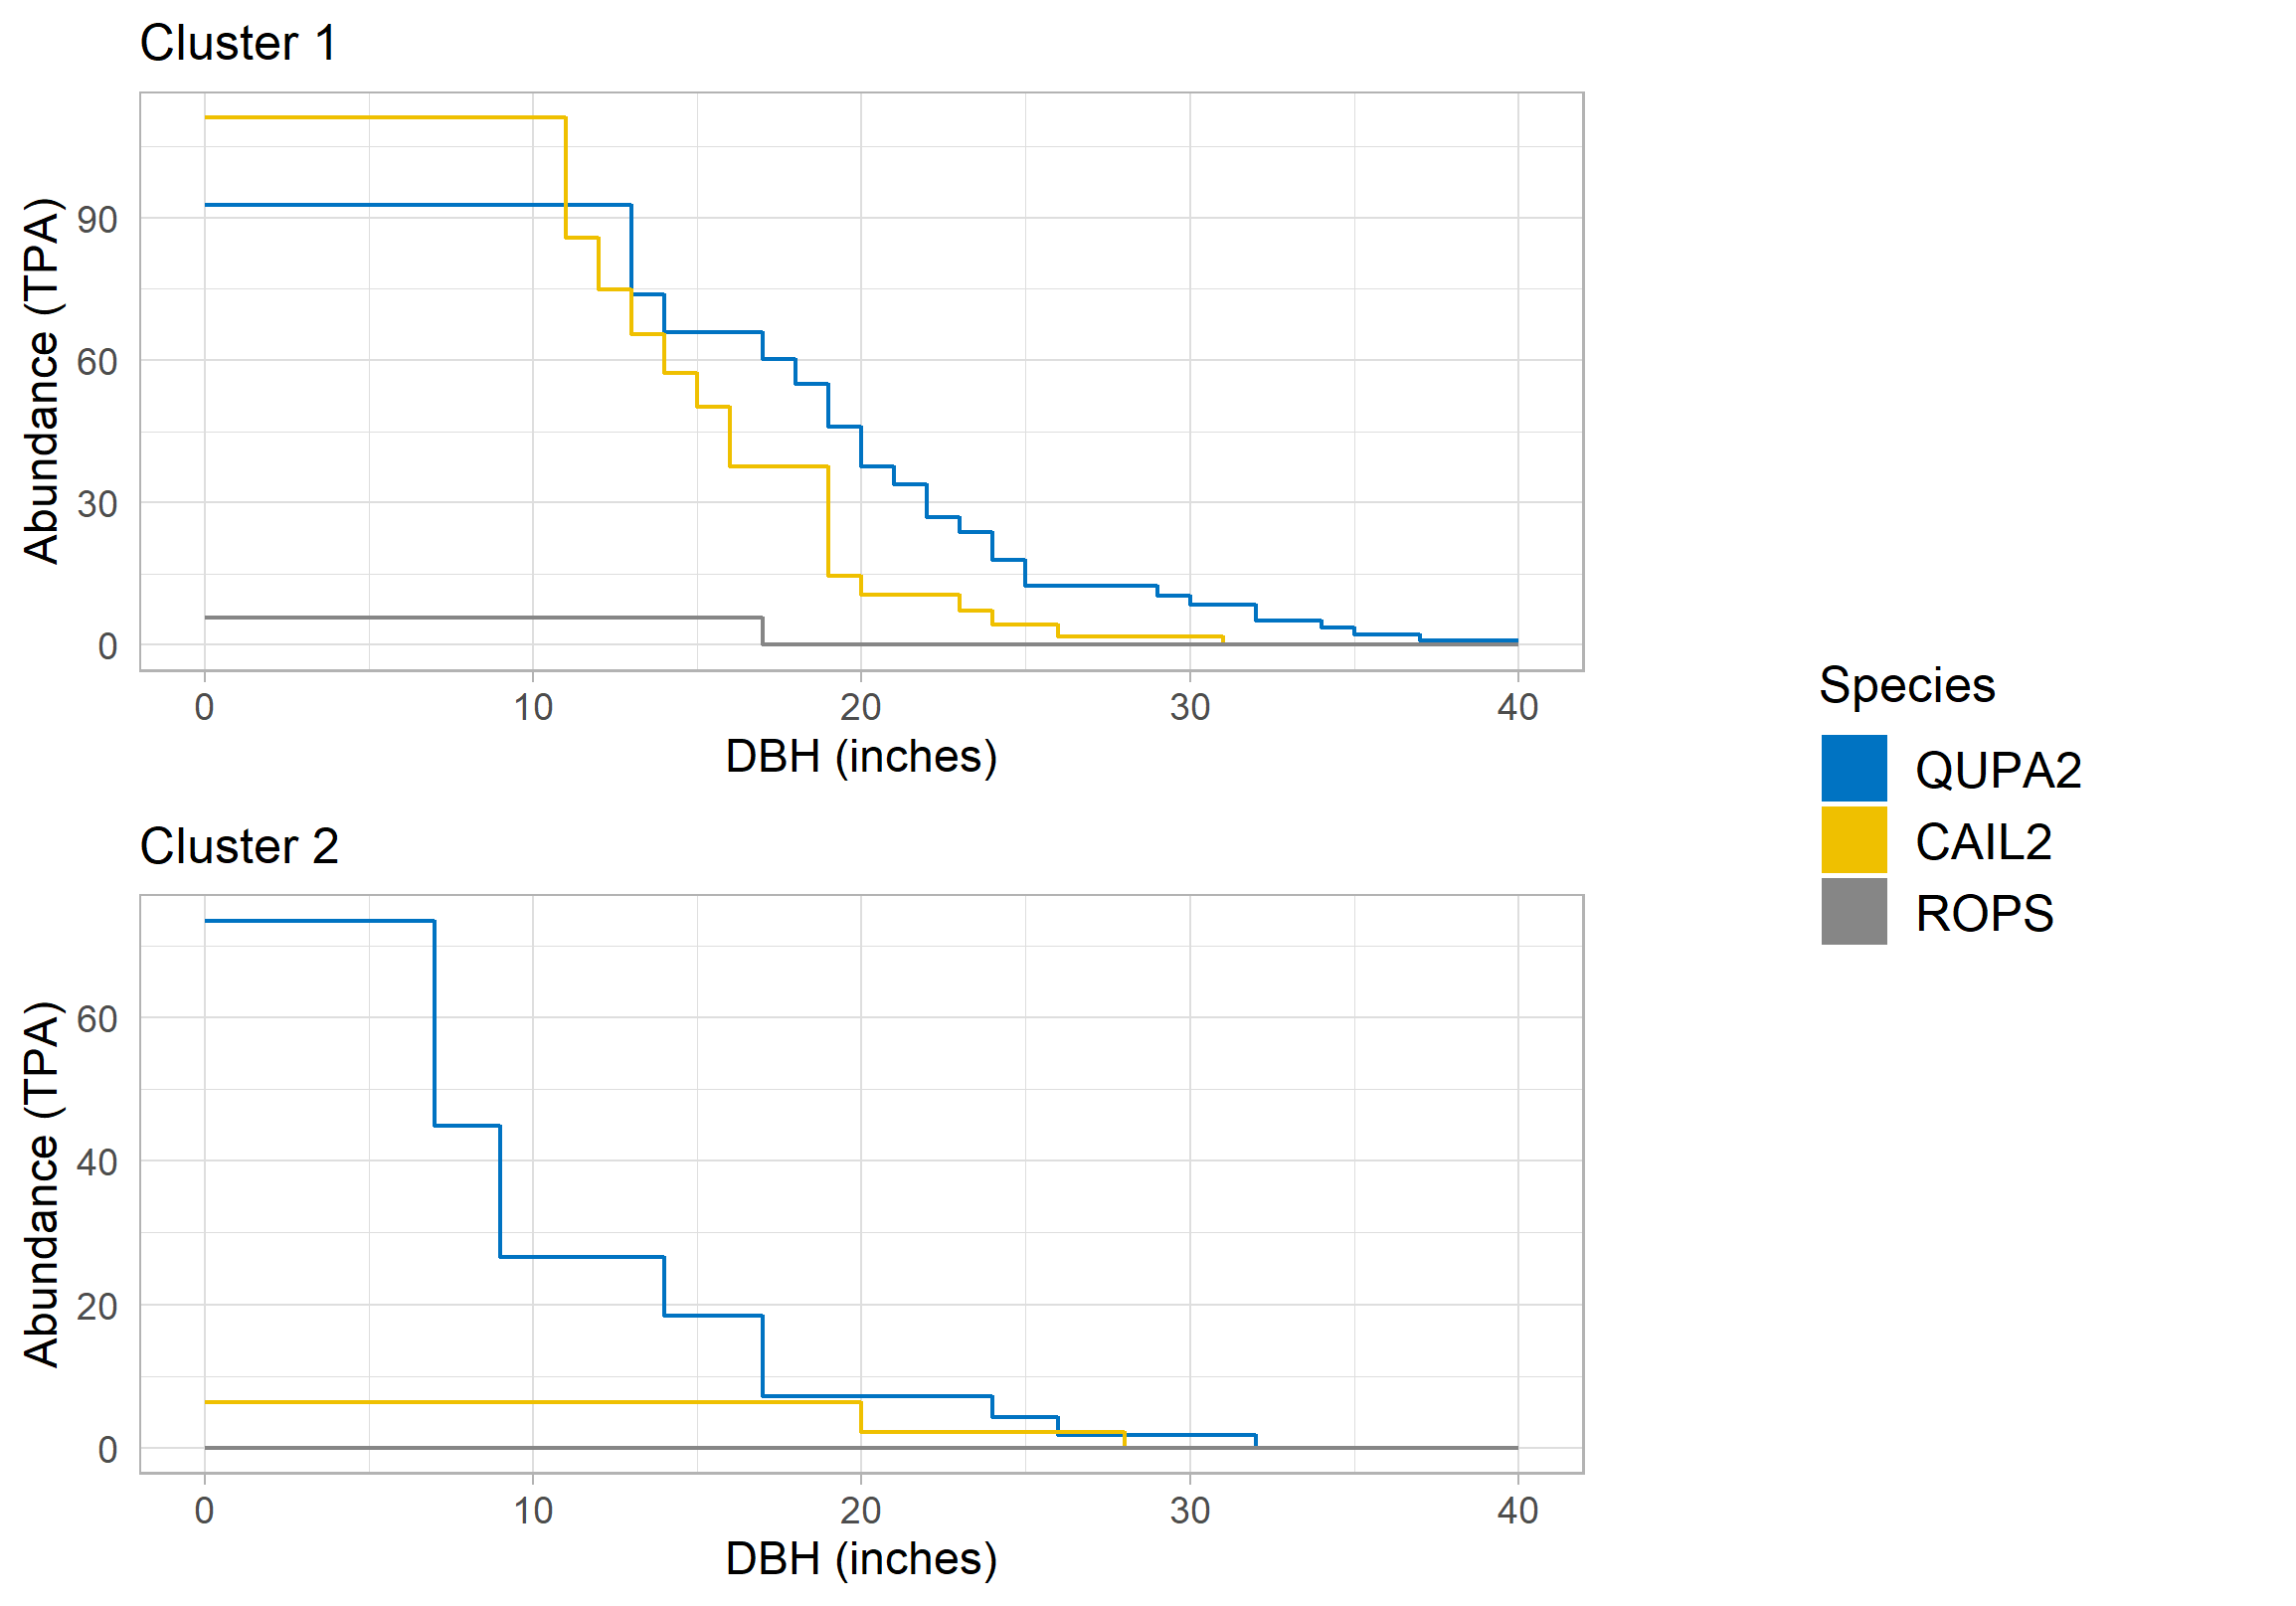 Cluster 1
Abundance (TPA)
90
60
30
0
0 10 20 30 40
DBH (inches)
Cluster 2
Abundance (TPA)
60
40
20
0
0 10 20 30 40
DBH (inches)
Species
QUPA2
CAIL2
ROPS